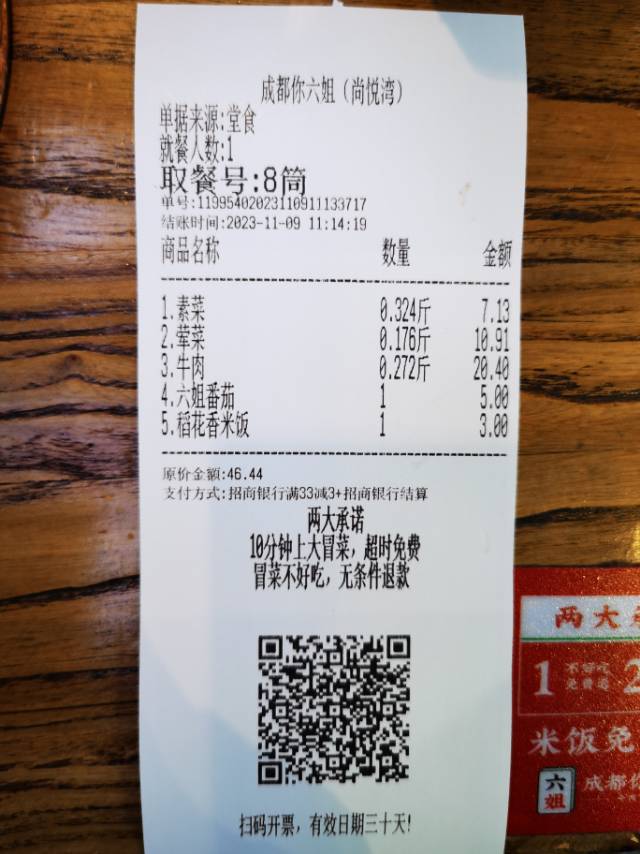 成都你六姐（尚悦湾）
单据来源:堂食
就餐人数:1
取餐号:8筒
单号:119954020231109111133717
结账时间:2023-11-09 11:14:19
商品名称 数量 金额
1.素菜 0.324斤 7.13
2.荤菜 0.176斤 10.91
3.牛肉 0.272斤 20.40
4.六姐番茄 1 5.00
5.稻花香米饭 1 3.00
原价金额:46.44
支付方式:招商银行满33减3+招商银行结算
两大承诺
10分钟上大冒菜，超时免费
冒菜不好吃，无条件退款
扫码开票，有效日期三十天!
两大
1 不好吃 2
米饭免
六姐 成都你